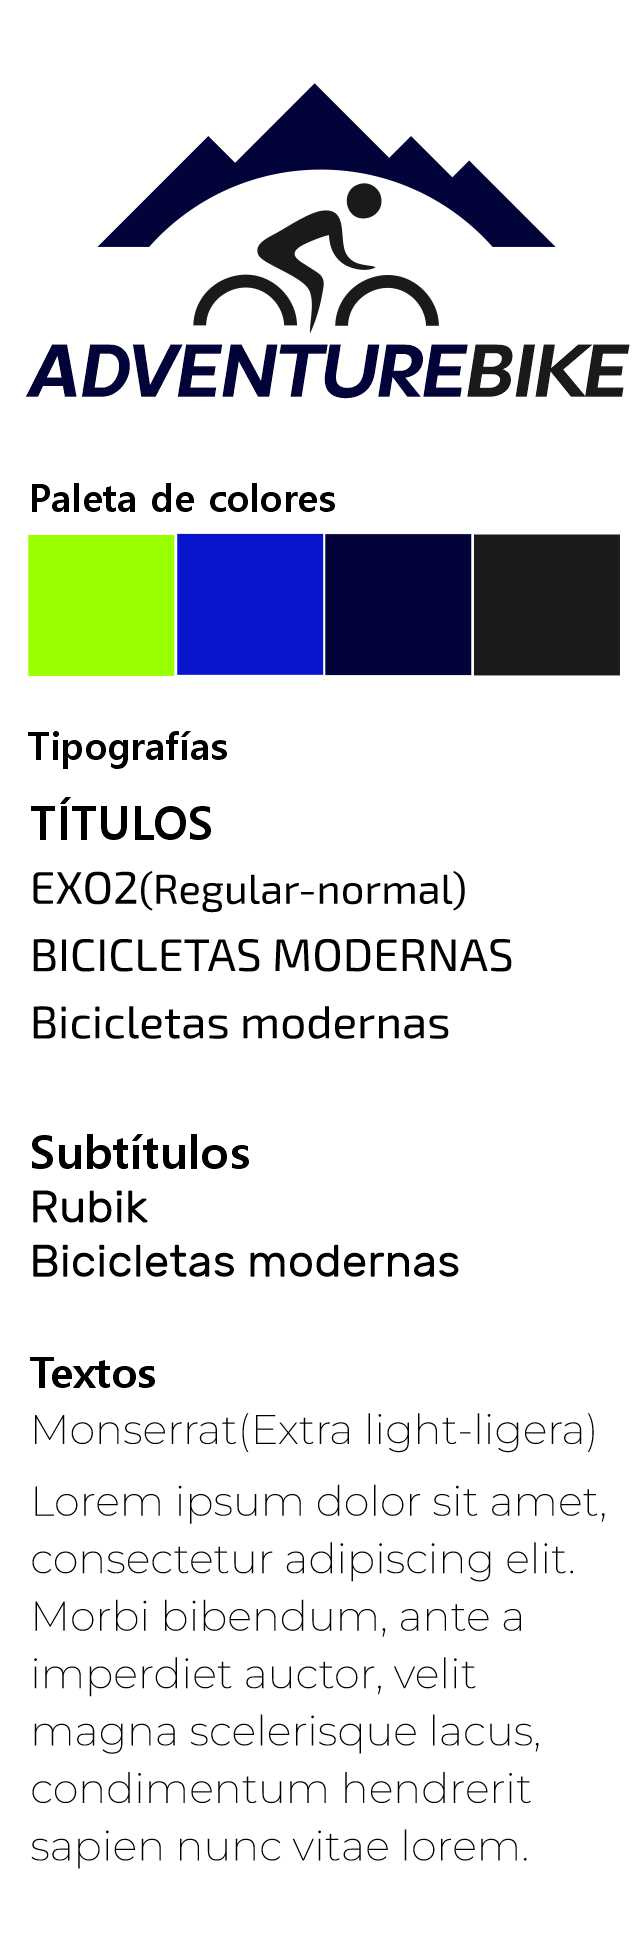 ADVENTUREBIKE
Paleta de colores
Tipografías
TÍTULOS
EXO2(Regular-normal)
BICICLETAS MODERNAS
Bicicletas modernas
Subtítulos
Rubik
Bicicletas modernas
Textos
Monserrat(Extra light-ligera)
Lorem ipsum dolor sit amet,
consectetur adipiscing elit.
Morbi bibendum, ante a
imperdiet auctor, velit
magna scelerisque lacus,
condimentum hendrerit
sapien nunc vitae lorem.